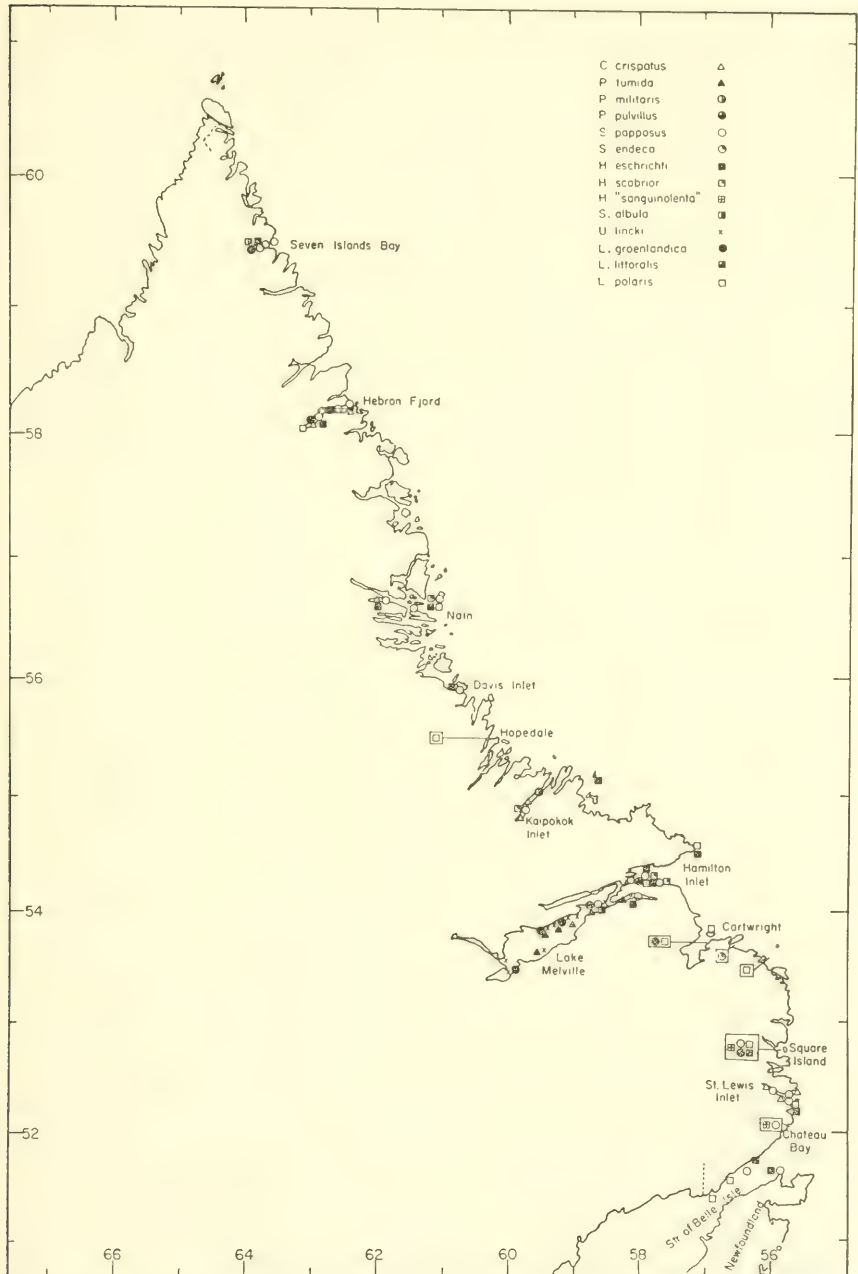 C crispatus
P tumida
P militaris
P pulvillus
S papposus
S endeca
H eschrichti
H scabrior
H "sanguinolenta"
S. albula
U lincki
L. groenlandica
L. littoralis
L polaris
60
Seven Islands Bay
Hebron Fjord
58
Nain
56
Davis Inlet
Hopedale
Kaipokok
Inlet
Hamilton
Inlet
54
Cartwright
Lake
Melville
Square
Island
St. Lewis
Inlet
52
Chateau
Bay
Str. of Belle Isle
Newfoundland
66
64
62
60
58
56